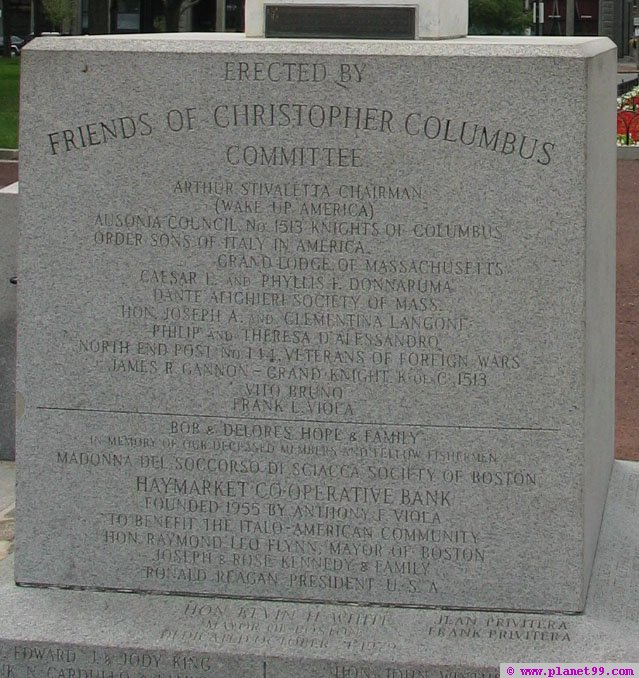 ERECTED BY
FRIENDS OF CHRISTOPHER COLUMBUS
COMMITTEE
ARTHUR STIVALETTA CHAIRMAN
(WAKE UP AMERICA)
AUSONIA COUNCIL, No. 1513 KNIGHTS OF COLUMBUS
ORDER SONS OF ITALY IN AMERICA
GRAND LODGE OF MASSACHUSETTS
CAESAR L. AND PHYLLIS F. DONNARUMA
DANTE ALIGHIERI SOCIETY OF MASS.
HON. JOSEPH A. AND CLEMENTINA LANGONE
PHILIP AND THERESA D'ALESSANDRO
NORTH END POST No. 144, VETERANS OF FOREIGN WARS
JAMES R. GANNON - GRAND KNIGHT K OF C. 1513
VITO BRUNO
FRANK L. VIOLA
BOB & DELORES HOPE & FAMILY
IN MEMORY OF OUR DECEASED MEMBERS AND FELLOW FISHERMEN
MADONNA DEL SOCCORSO DI SCIACCA SOCIETY OF BOSTON
HAYMARKET CO-OPERATIVE BANK
FOUNDED 1955 BY ANTHONY F. VIOLA
TO BENEFIT THE ITALO-AMERICAN COMMUNITY
HON. RAYMOND LEO FLYNN, MAYOR OF BOSTON
JOSEPH & ROSE KENNEDY & FAMILY
RONALD REAGAN PRESIDENT U. S. A.
HON. KEVIN H. WHITE
MAYOR OF BOSTON
DEDICATED OCTOBER 1979
JEAN PRIVITERA
FRANK PRIVITERA
EDWARD J. & JODY KING
HON. JOHN
© www.planet99.com